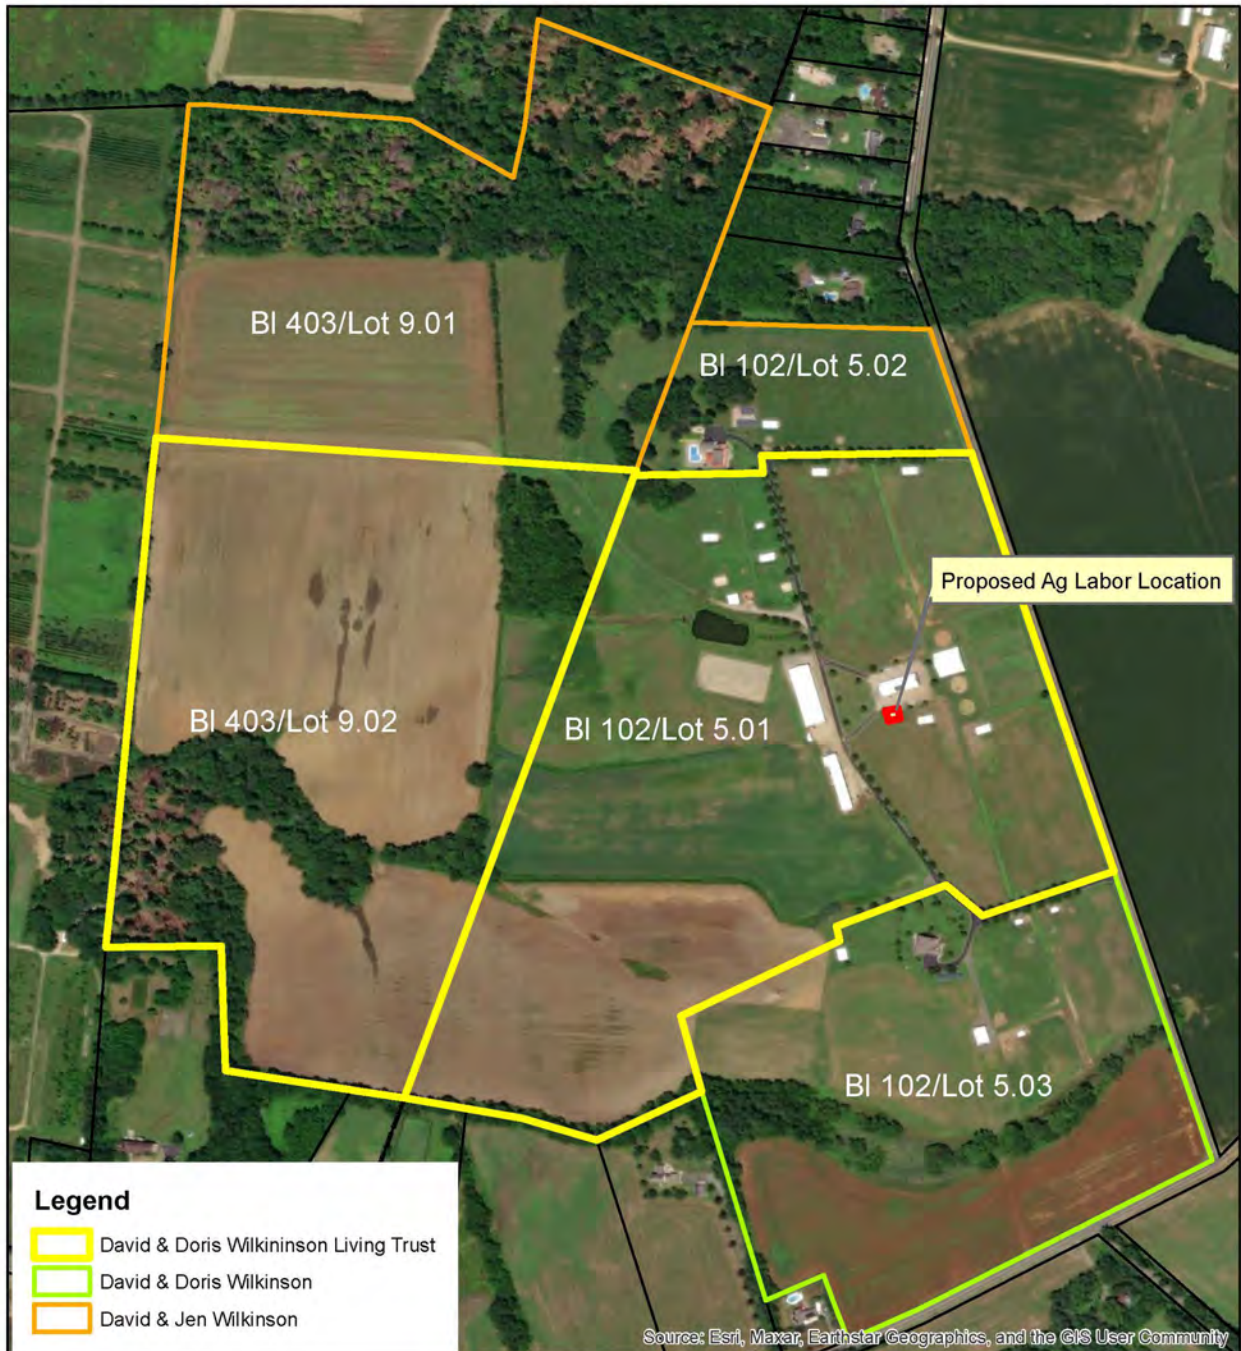 Bl 403/Lot 9.01
Bl 102/Lot 5.02
Proposed Ag Labor Location
Bl 403/Lot 9.02
Bl 102/Lot 5.01
Bl 102/Lot 5.03
Legend
David & Doris Wilkininson Living Trust
David & Doris Wilkinson
David & Jen Wilkinson
Source: Esri, Maxar, Earthstar Geographics, and the GIS User Community